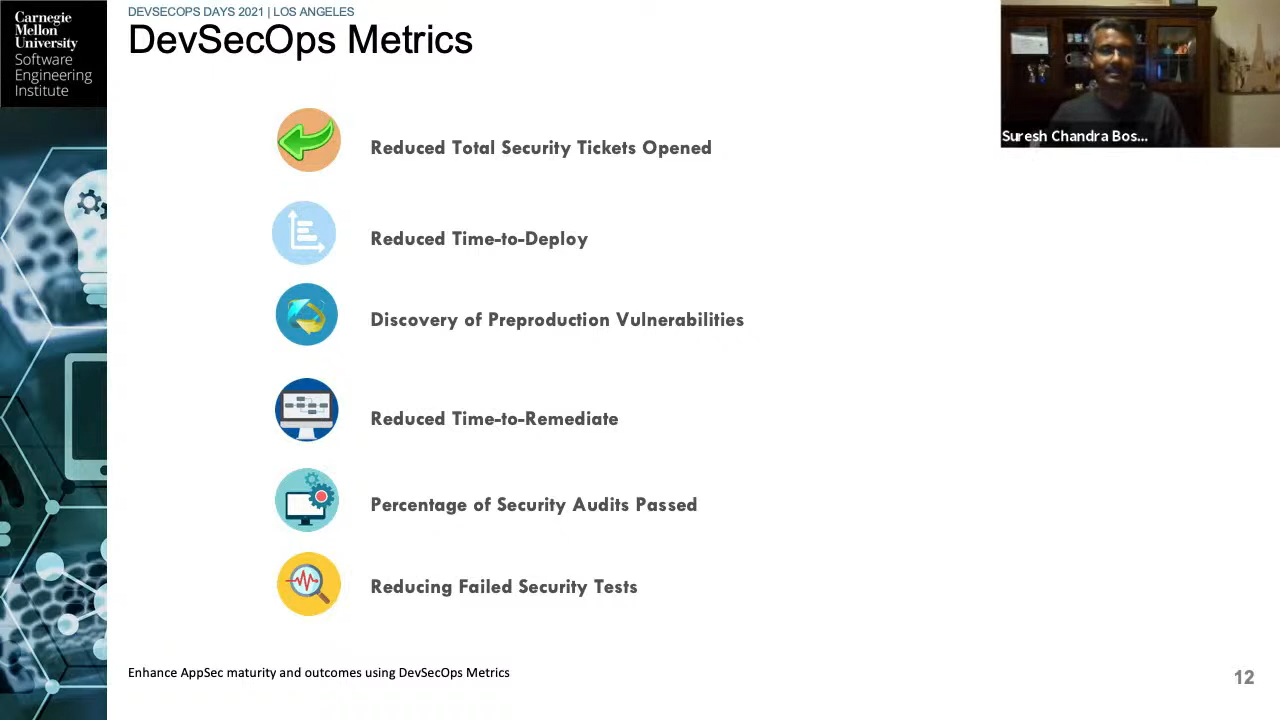 Carnegie
Mellon
University
Software
Engineering
Institute
DEVSECOPS DAYS 2021 | LOS ANGELES
DevSecOps Metrics
Suresh Chandra Bos...
Reduced Total Security Tickets Opened
Reduced Time-to-Deploy
Discovery of Preproduction Vulnerabilities
Reduced Time-to-Remediate
Percentage of Security Audits Passed
Reducing Failed Security Tests
Enhance AppSec maturity and outcomes using DevSecOps Metrics
12